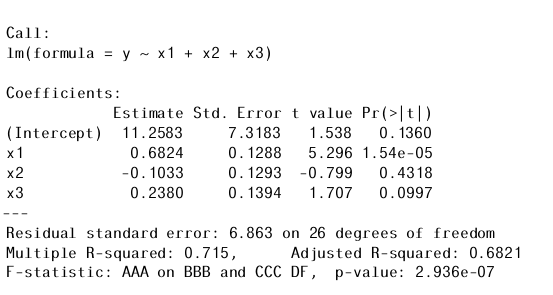 Call:
lm(formula = y ~ x1 + x2 + x3)
Coefficients:
Estimate Std. Error t value Pr(>|t|)
(Intercept) 11.2583 7.3183 1.538 0.1360
x1 0.6824 0.1288 5.296 1.54e-05
x2 -0.1033 0.1293 -0.799 0.4318
x3 0.2380 0.1394 1.707 0.0997
---
Residual standard error: 6.863 on 26 degrees of freedom
Multiple R-squared: 0.715, Adjusted R-squared: 0.6821
F-statistic: AAA on BBB and CCC DF, p-value: 2.936e-07